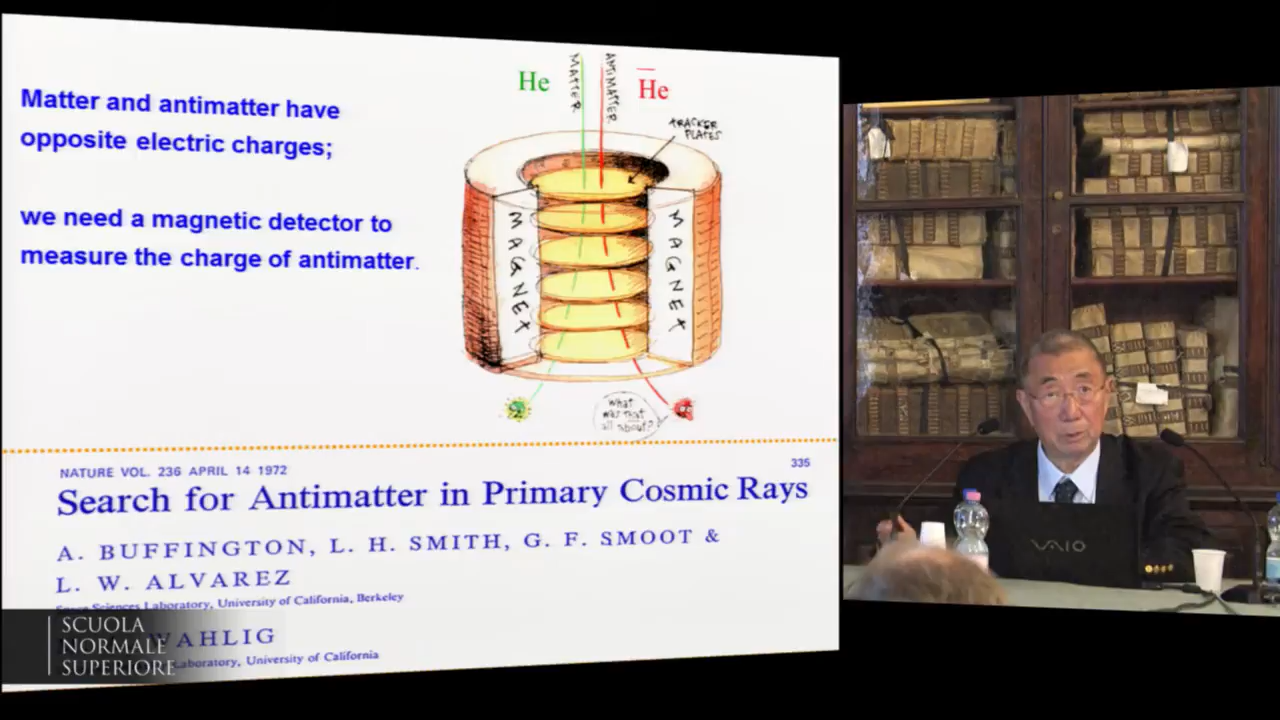 Matter and antimatter have
opposite electric charges;
we need a magnetic detector to
measure the charge of antimatter.
He
MATTER
ANTIMATTER
He
TRACKER
PLATES
MAGNET
MAGNET
What
was that
all about?
NATURE VOL. 236 APRIL 14 1972
335
Search for Antimatter in Primary Cosmic Rays
A. BUFFINGTON, L. H. SMITH, G. F. SMOOT &
L. W. ALVAREZ
Space Sciences Laboratory, University of California, Berkeley
WAHLIG
Laboratory, University of California
SCUOLA
NORMALE
SUPERIORE
VAIO